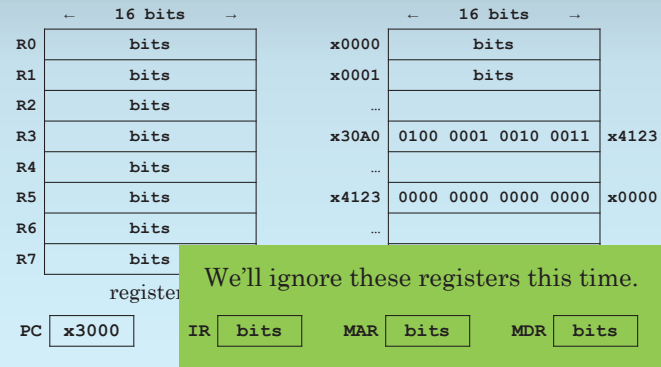 ← 16 bits →
R0 bits
R1 bits
R2 bits
R3 bits
R4 bits
R5 bits
R6 bits
R7 bits
← 16 bits →
x0000 bits
x0001 bits
…
x30A0 0100 0001 0010 0011 x4123
…
x4123 0000 0000 0000 0000 x0000
…
We'll ignore these registers this time.
PC x3000
IR bits
MAR bits
MDR bits